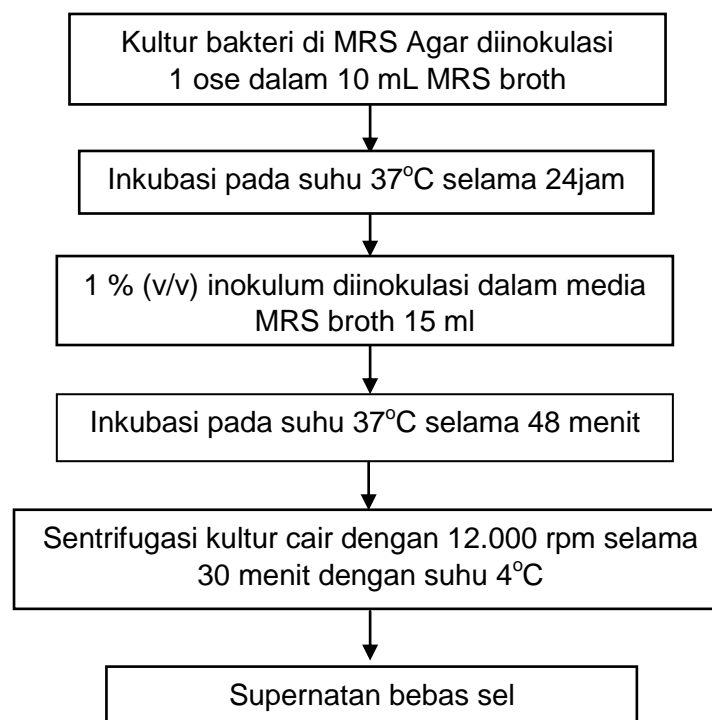 Kultur bakteri di MRS Agar diinokulasi
1 ose dalam 10 mL MRS broth
Inkubasi pada suhu 37°C selama 24jam
1 % (v/v) inokulum diinokulasi dalam media
MRS broth 15 ml
Inkubasi pada suhu 37°C selama 48 menit
Sentrifugasi kultur cair dengan 12.000 rpm selama
30 menit dengan suhu 4°C
Supernatan bebas sel